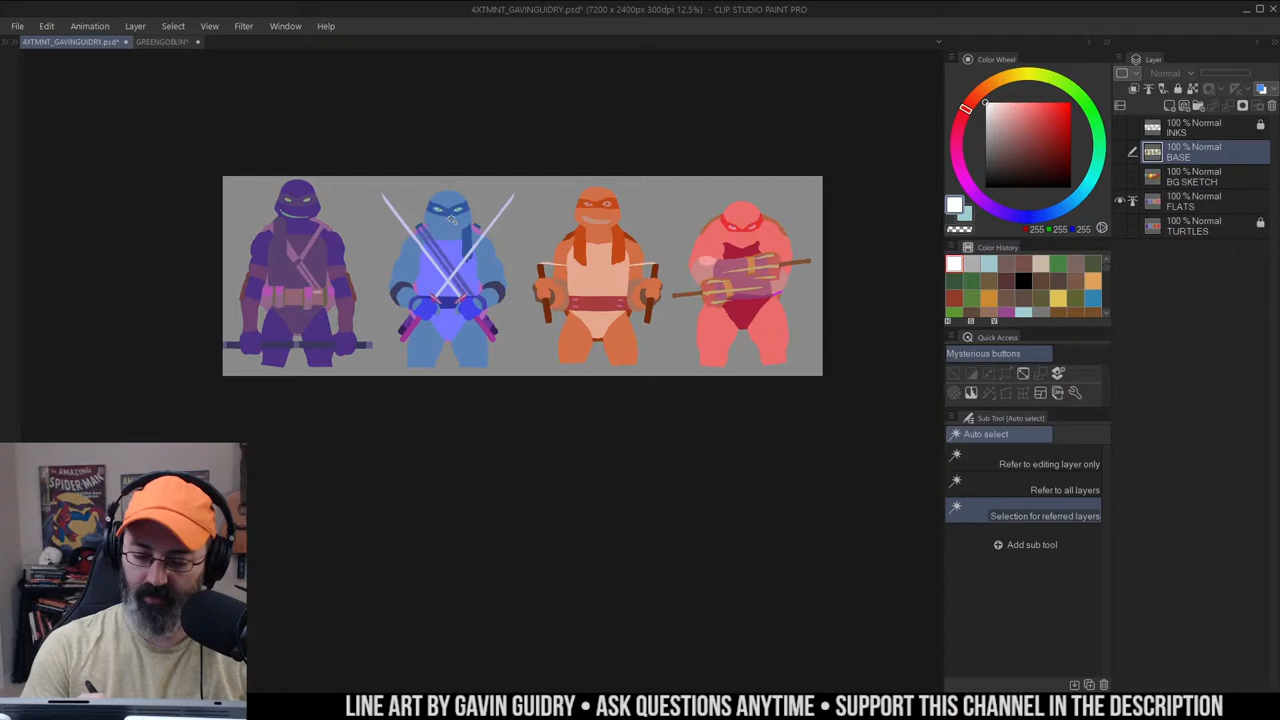 4XTMNT_GAVINGUIDRY.psd* (7200 x 2400px 300dpi 12.5%) - CLIP STUDIO PAINT PRO
File Edit Animation Layer Select View Filter Window Help
4XTMNT_GAVINGUIDRY.psd* GREENGOBLIN*
Color Wheel
255 255 255
Color History
H S V
Quick Access
Mysterious buttons
Sub Tool [Auto select]
Auto select
Refer to editing layer only
Refer to all layers
Selection for referred layers
Add sub tool
Layer
Normal
100 % Normal
INKS
100 % Normal
BASE
100 % Normal
BG SKETCH
100 % Normal
FLATS
100 % Normal
TURTLES
AMAZING
SPIDER-MAN
LINE ART BY GAVIN GUIDRY • ASK QUESTIONS ANYTIME • SUPPORT THIS CHANNEL IN THE DESCRIPTION